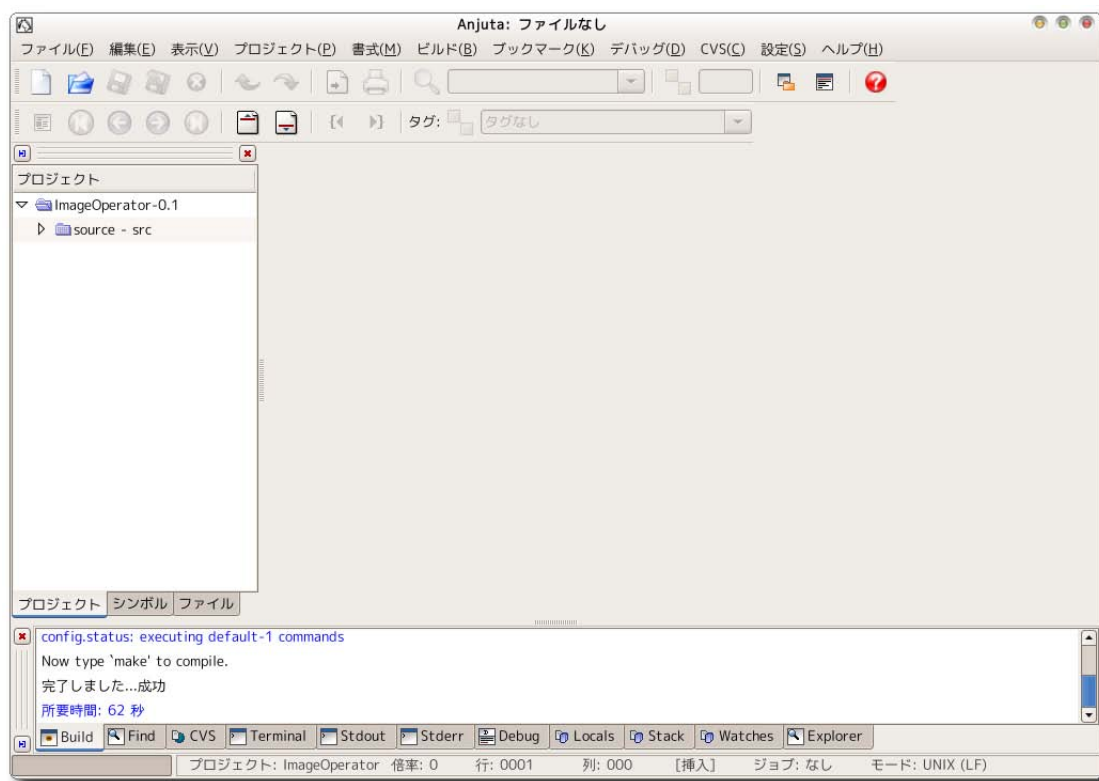 Anjuta: ファイルなし
ファイル(F) 編集(E) 表示(V) プロジェクト(P) 書式(M) ビルド(B) ブックマーク(K) デバッグ(D) CVS(C) 設定(S) ヘルプ(H)
タグ: タグなし
プロジェクト
ImageOperator-0.1
source - src
プロジェクト シンボル ファイル
config.status: executing default-1 commands
Now type `make' to compile.
完了しました...成功
所要時間: 62 秒
Build Find CVS Terminal Stdout Stderr Debug Locals Stack Watches Explorer
プロジェクト: ImageOperator 倍率: 0 行: 0001 列: 000 [挿入] ジョブ: なし モード: UNIX (LF)